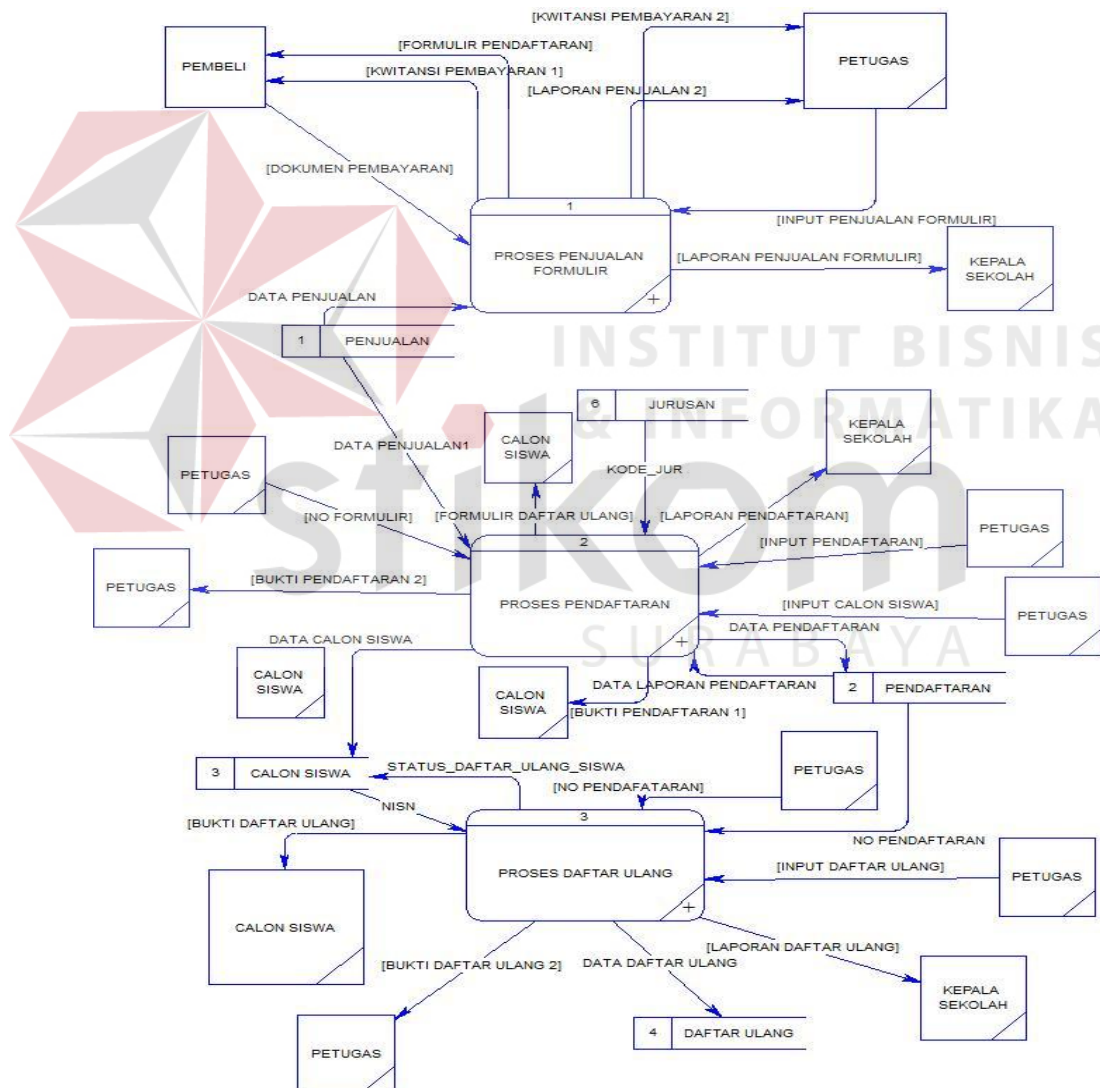 [KWITANSI PEMBAYARAN 2]
[FORMULIR PENDAFTARAN]
PEMBELI
PETUGAS
[KWITANSI PEMBAYARAN 1]
[LAPORAN PENJUALAN 2]
[DOKUMEN PEMBAYARAN]
1
[INPUT PENJUALAN FORMULIR]
PROSES PENJUALAN
FORMULIR
[LAPORAN PENJUALAN FORMULIR]
KEPALA
SEKOLAH
DATA PENJUALAN
+
1
PENJUALAN
INSTITUT BISNIS
& INFORMATIKA
stikom
SURABAYA
6
JURUSAN
KEPALA
SEKOLAH
CALON
SISWA
DATA PENJUALAN1
KODE_JUR
PETUGAS
[NO FORMULIR]
[FORMULIR DAFTAR ULANG]
[LAPORAN PENDAFTARAN]
PETUGAS
2
[INPUT PENDAFTARAN]
[BUKTI PENDAFTARAN 2]
PETUGAS
PROSES PENDAFTARAN
[INPUT CALON SISWA]
PETUGAS
DATA CALON SISWA
+
DATA PENDAFTARAN
CALON
SISWA
CALON
SISWA
DATA LAPORAN PENDAFTARAN
2
PENDAFTARAN
[BUKTI PENDAFTARAN 1]
3
CALON SISWA
STATUS_DAFTAR_ULANG_SISWA
PETUGAS
[NO PENDAFATARAN]
NISN
3
[BUKTI DAFTAR ULANG]
NO PENDAFTARAN
PROSES DAFTAR ULANG
[INPUT DAFTAR ULANG]
PETUGAS
+
CALON SISWA
[LAPORAN DAFTAR ULANG]
[BUKTI DAFTAR ULANG 2]
DATA DAFTAR ULANG
KEPALA
SEKOLAH
4
DAFTAR ULANG
PETUGAS